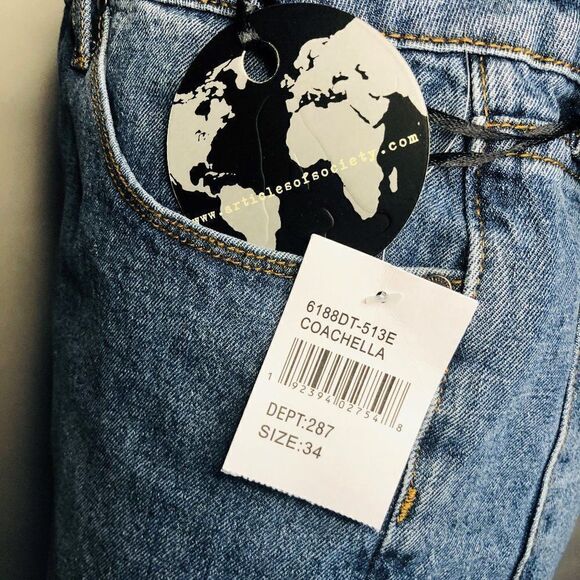 www.articlesofsociety.com
6188DT-513E
COACHELLA
1 92394 02754 8
DEPT:287
SIZE:34